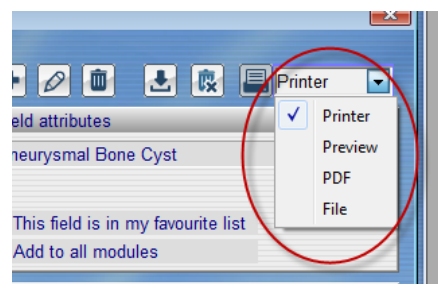 Printer
eld attributes
Printer
neurysmal Bone Cyst
Preview
PDF
File
This field is in my favourite list
Add to all modules